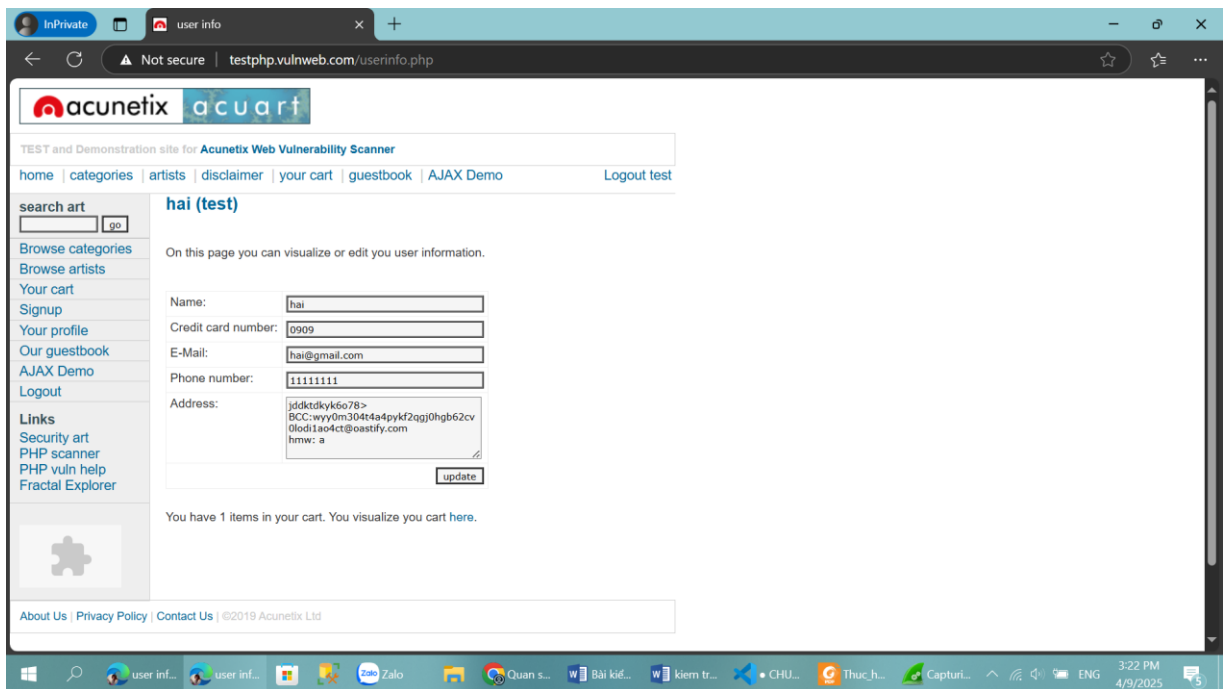 InPrivate
user info
Not secure | testphp.vulnweb.com/userinfo.php
acunetix acuart
TEST and Demonstration site for Acunetix Web Vulnerability Scanner
home | categories | artists | disclaimer | your cart | guestbook | AJAX Demo Logout test
search art
go
Browse categories
Browse artists
Your cart
Signup
Your profile
Our guestbook
AJAX Demo
Logout
Links
Security art
PHP scanner
PHP vuln help
Fractal Explorer
hai (test)
On this page you can visualize or edit you user information.
Name: hai
Credit card number: 0909
E-Mail: hai@gmail.com
Phone number: 11111111
Address: jddktdkyk6o78>
BCC:wyy0m304t4a4pykf2qgj0hgb62cv
0lodi1ao4ct@oastify.com
hmw: a
update
You have 1 items in your cart. You visualize you cart here.
About Us | Privacy Policy | Contact Us | ©2019 Acunetix Ltd
user inf... user inf... Zalo Zalo Quan s... Bài kiể... kiem tr... • CHU... Thuc_h... Capturi... ENG 3:22 PM
4/9/2025
5